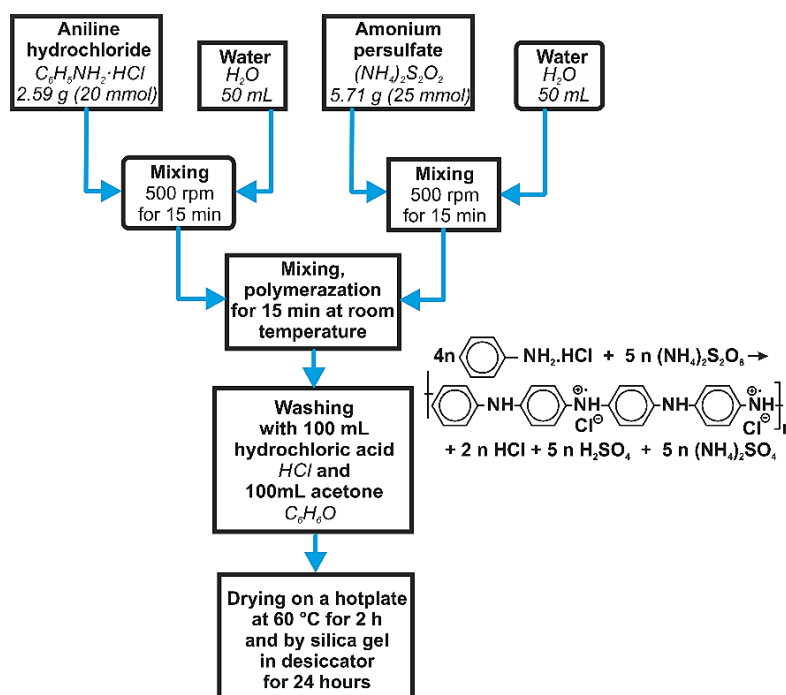 Aniline
hydrochloride
C₆H₅NH₂·HCl
2.59 g (20 mmol)
Water
H₂O
50 mL
Amonium
persulfate
(NH₄)₂S₂O₂
5.71 g (25 mmol)
Water
H₂O
50 mL
Mixing
500 rpm
for 15 min
Mixing
500 rpm
for 15 min
Mixing,
polymerazation
for 15 min at room
temperature
4n NH₂.HCl + 5 n (NH₄)₂S₂O₈
NH NH NH NH n
Cl⊖ Cl⊖
+ 2 n HCl + 5 n H₂SO₄ + 5 n (NH₄)₂SO₄
Washing
with 100 mL
hydrochloric acid
HCl and
100mL acetone
C₆H₆O
Drying on a hotplate
at 60 °C for 2 h
and by silica gel
in desiccator
for 24 hours